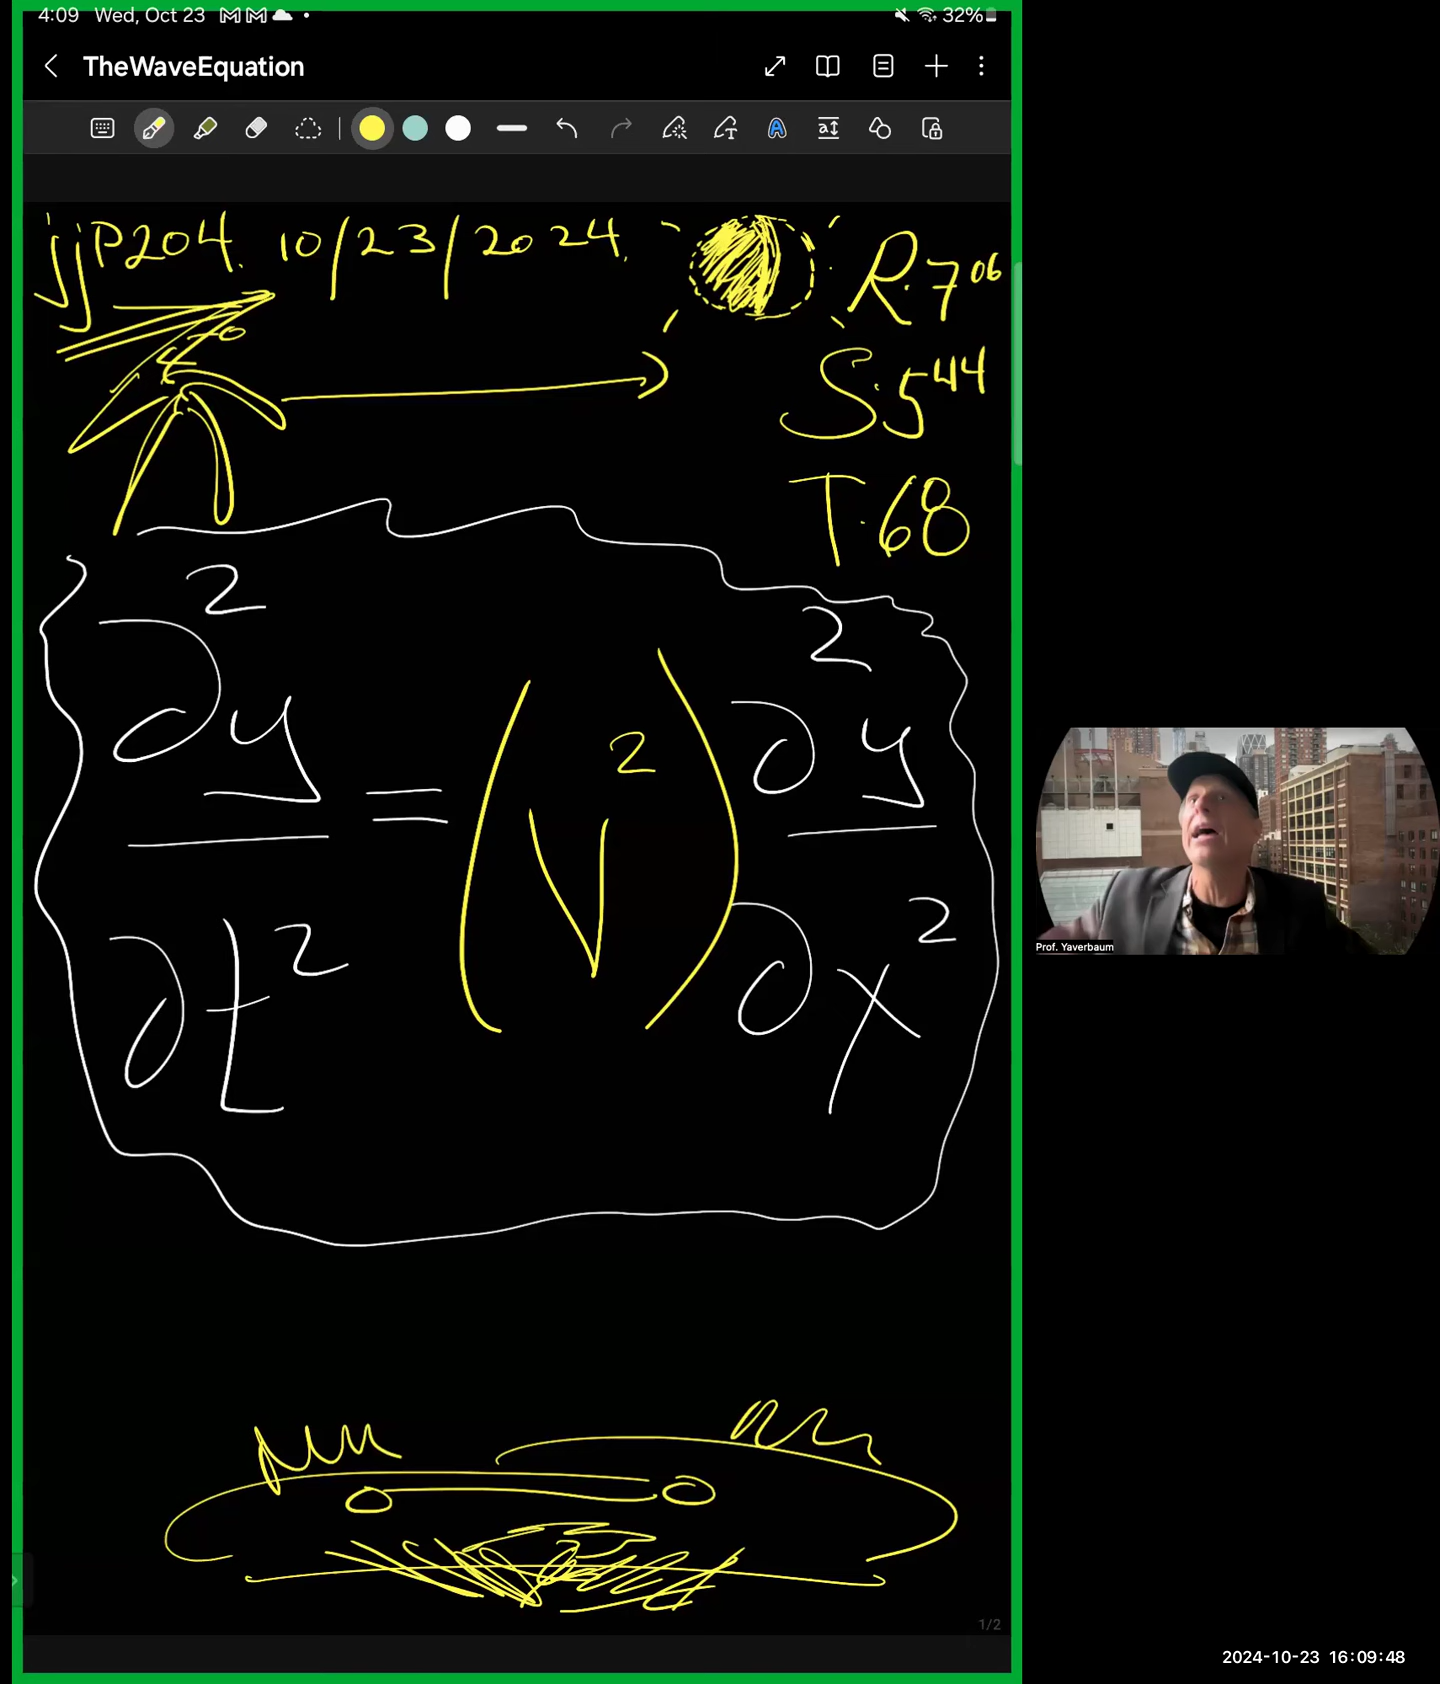 4:09 Wed, Oct 23 32%
TheWaveEquation
jjP204. 10/23/2024. R.7⁰⁶
S.5⁴⁴
T.68
∂²y/∂t² = (v²) ∂²y/∂x²
1/2
Prof. Yaverbaum
2024-10-23 16:09:48